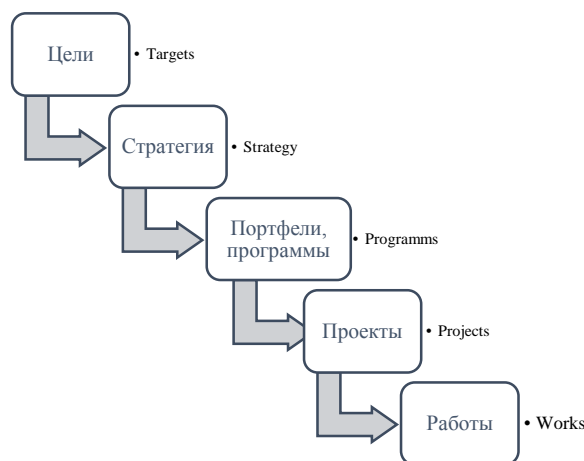 Цели
• Targets
Стратегия
• Strategy
Портфели,
программы
• Programms
Проекты
• Projects
Работы
• Works